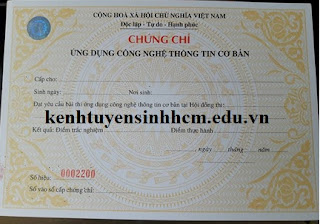 CỘNG HOÀ XÃ HỘI CHỦ NGHĨA VIỆT NAM
Độc lập - Tự do - Hạnh phúc
CHỨNG CHỈ
ỨNG DỤNG CÔNG NGHỆ THÔNG TIN CƠ BẢN
Cấp cho:
Sinh ngày: Nơi sinh:
Đạt yêu cầu bài thi ứng dụng công nghệ thông tin cơ bản tại Hội đồng thi:
kenhtuyensinhhcm.edu.vn
Kết quả: Điểm trắc nghiệm Điểm thực hành
, ngày tháng năm
Số hiệu: 0002200
Số vào sổ cấp chứng chỉ: